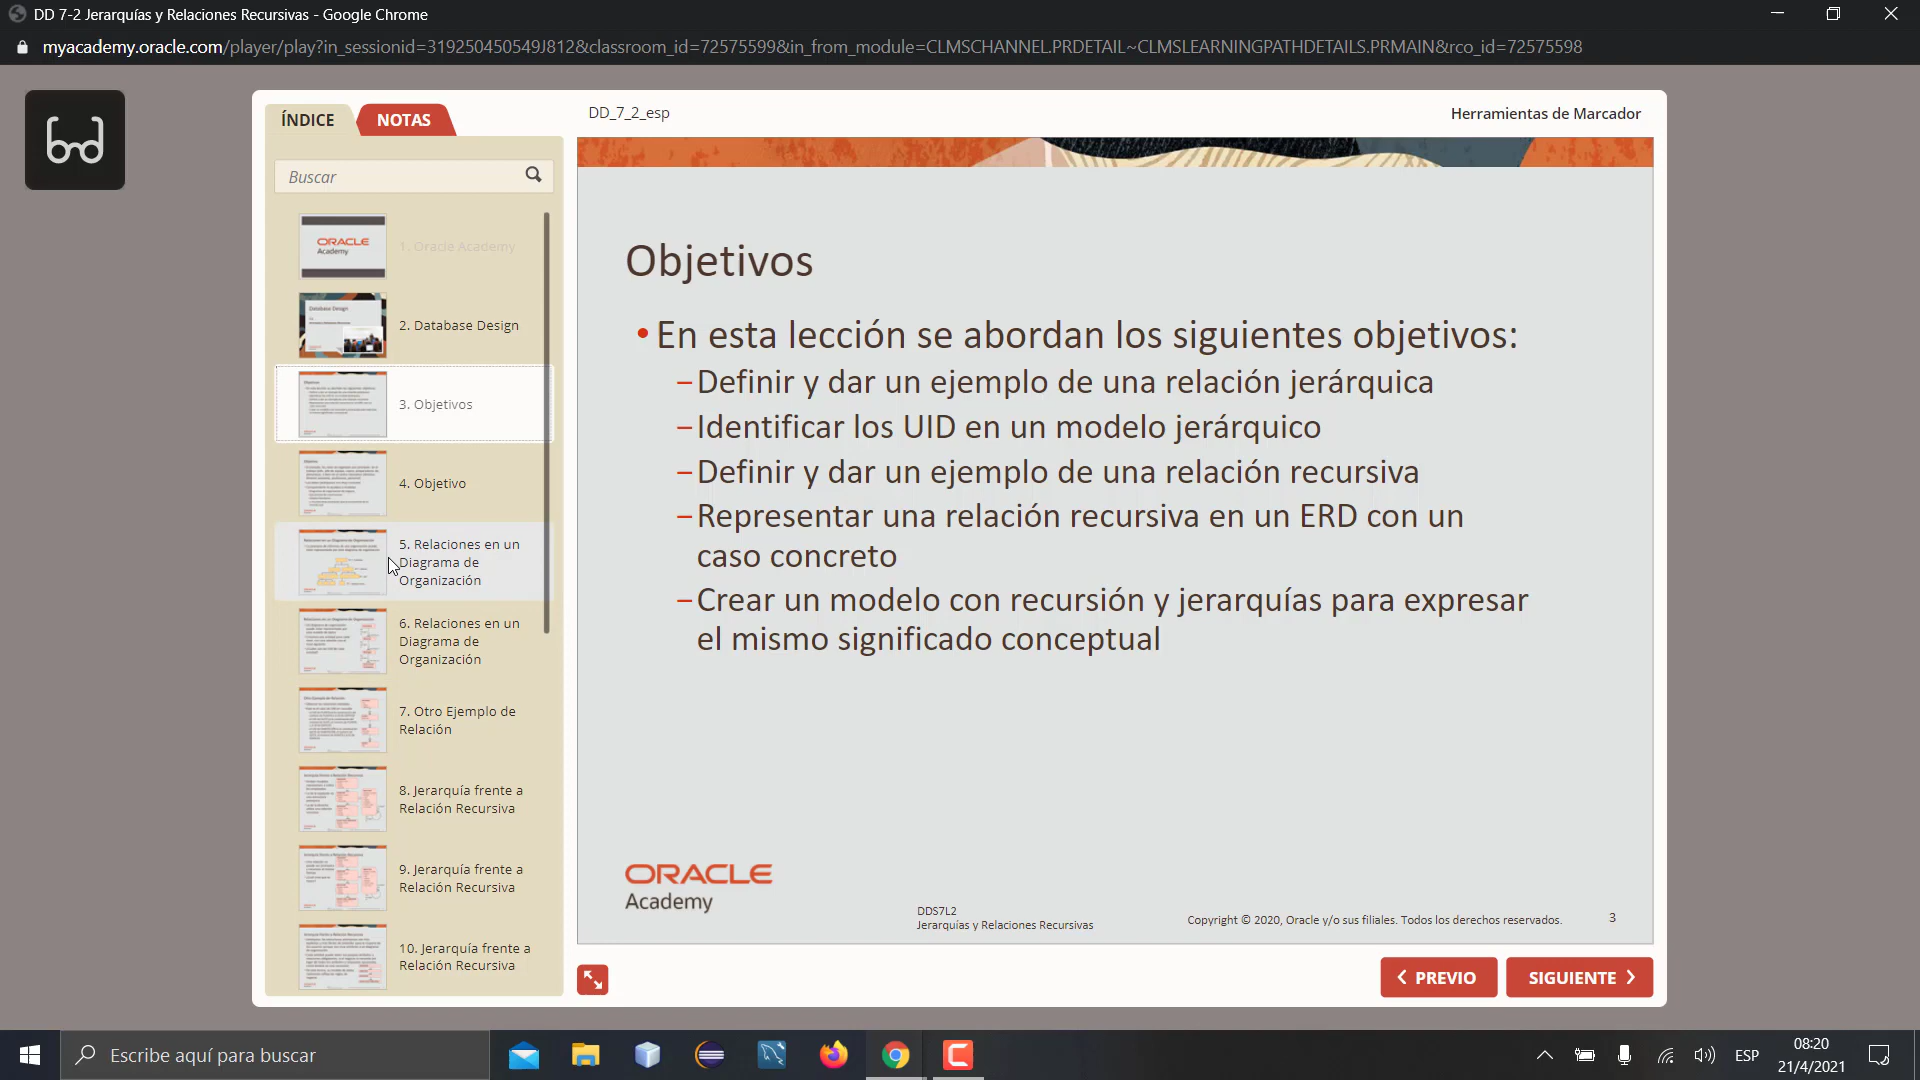 DD 7-2 Jerarquías y Relaciones Recursivas - Google Chrome
myacademy.oracle.com/player/play?in_sessionid=319250450549J812&classroom_id=72575599&in_from_module=CLMSCHANNEL.PRDETAIL~CLMSLEARNINGPATHDETAILS.PRMAIN&rco_id=72575598
ÍNDICE
NOTAS
DD_7_2_esp
Herramientas de Marcador
Buscar
ORACLE
Academy
1. Oracle Academy
Database Design
2. Database Design
3. Objetivos
4. Objetivo
5. Relaciones en un
Diagrama de
Organización
6. Relaciones en un
Diagrama de
Organización
7. Otro Ejemplo de
Relación
8. Jerarquía frente a
Relación Recursiva
9. Jerarquía frente a
Relación Recursiva
10. Jerarquía frente a
Relación Recursiva
Objetivos
• En esta lección se abordan los siguientes objetivos:
–Definir y dar un ejemplo de una relación jerárquica
–Identificar los UID en un modelo jerárquico
–Definir y dar un ejemplo de una relación recursiva
–Representar una relación recursiva en un ERD con un
caso concreto
–Crear un modelo con recursión y jerarquías para expresar
el mismo significado conceptual
ORACLE
Academy
DDS7L2
Jerarquías y Relaciones Recursivas
Copyright © 2020, Oracle y/o sus filiales. Todos los derechos reservados.
3
PREVIO
SIGUIENTE
Escribe aquí para buscar
ESP
08:20
21/4/2021